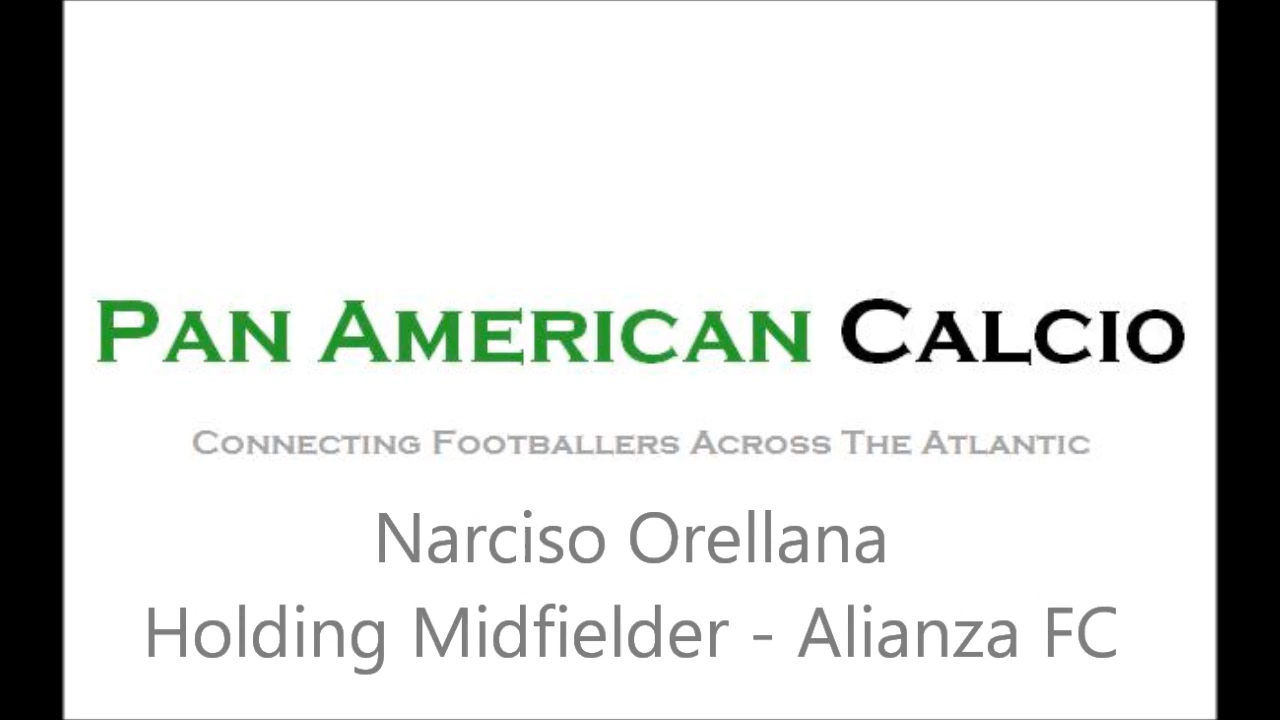 Pan American Calcio
Connecting Footballers Across The Atlantic
Narciso Orellana
Holding Midfielder - Alianza FC